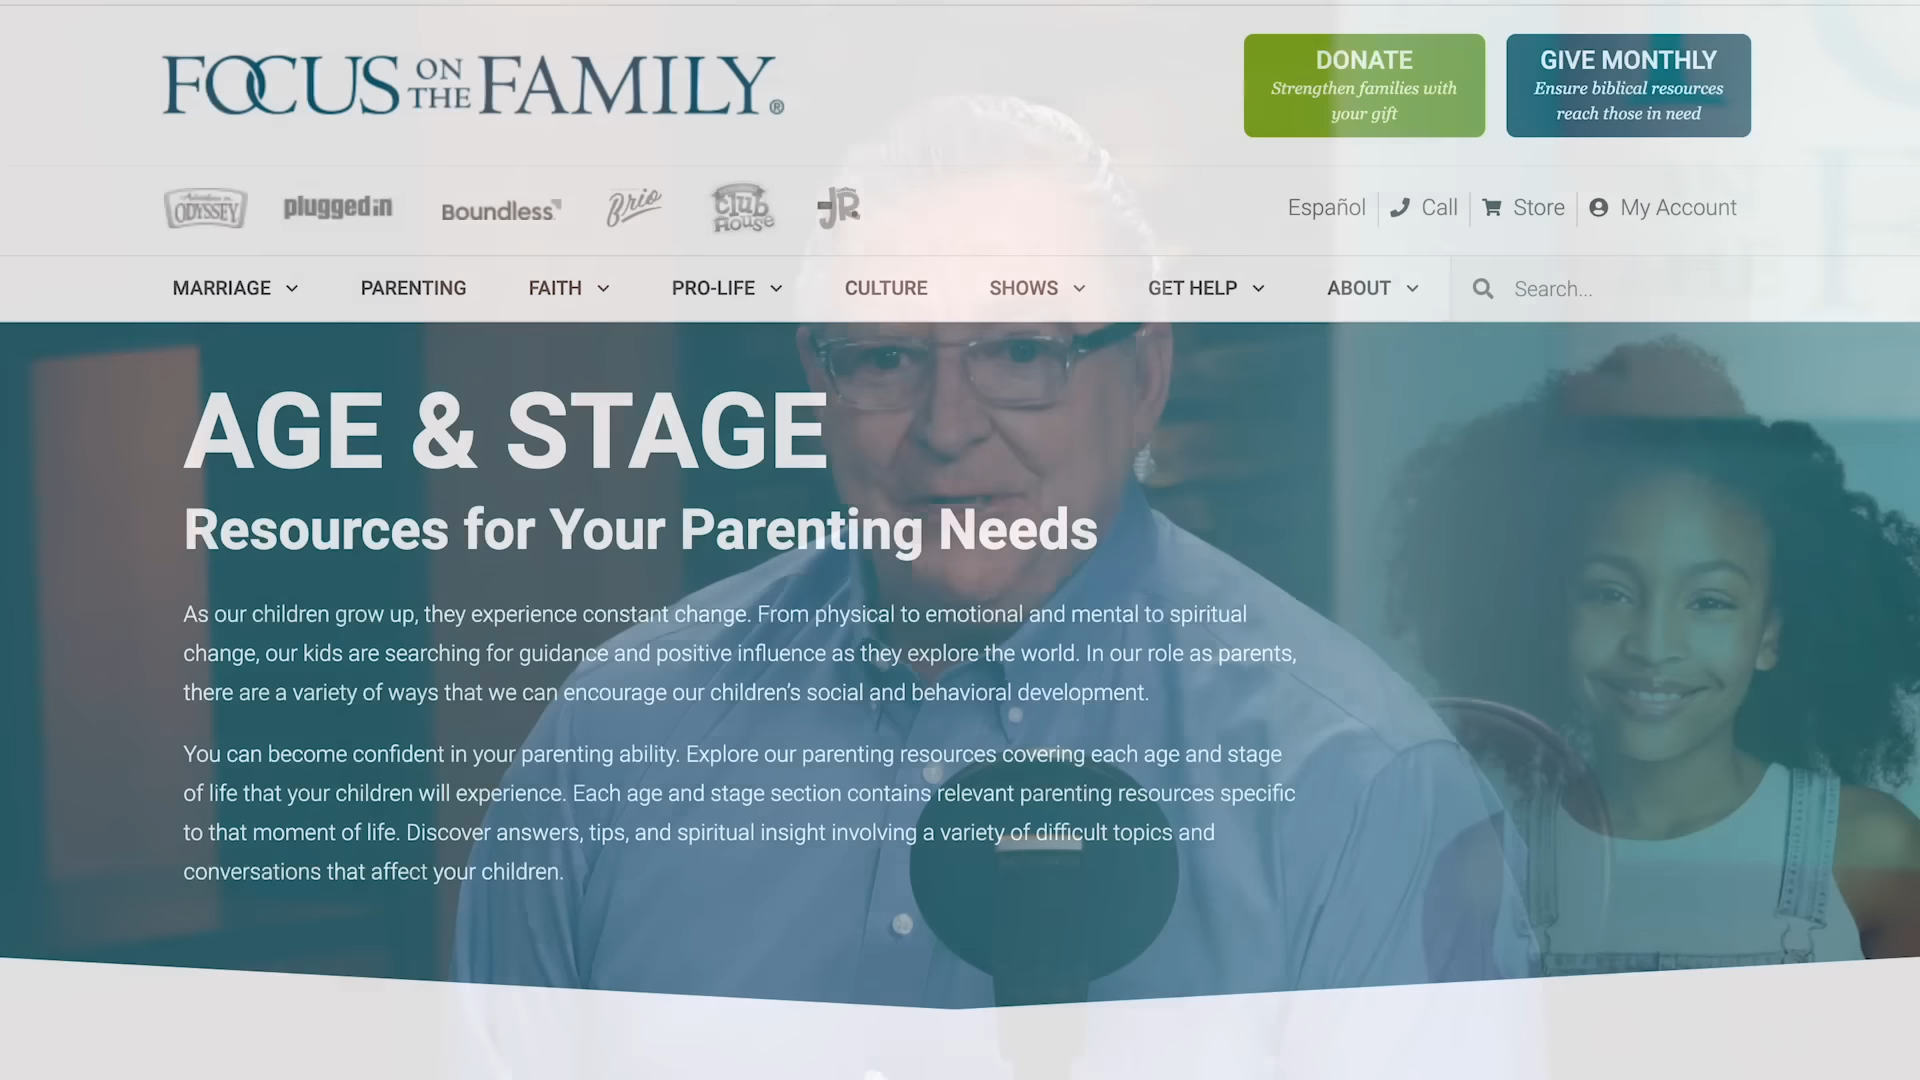 FOCUS ON THE FAMILY®
DONATE
Strengthen families with
your gift
GIVE MONTHLY
Ensure biblical resources
reach those in need
Adventures in ODYSSEY
pluggedin
Boundless
Brio
Club House
JR
Español
Call
Store
My Account
MARRIAGE
PARENTING
FAITH
PRO-LIFE
CULTURE
SHOWS
GET HELP
ABOUT
Search...
AGE & STAGE
Resources for Your Parenting Needs
As our children grow up, they experience constant change. From physical to emotional and mental to spiritual
change, our kids are searching for guidance and positive influence as they explore the world. In our role as parents,
there are a variety of ways that we can encourage our children’s social and behavioral development.
You can become confident in your parenting ability. Explore our parenting resources covering each age and stage
of life that your children will experience. Each age and stage section contains relevant parenting resources specific
to that moment of life. Discover answers, tips, and spiritual insight involving a variety of difficult topics and
conversations that affect your children.